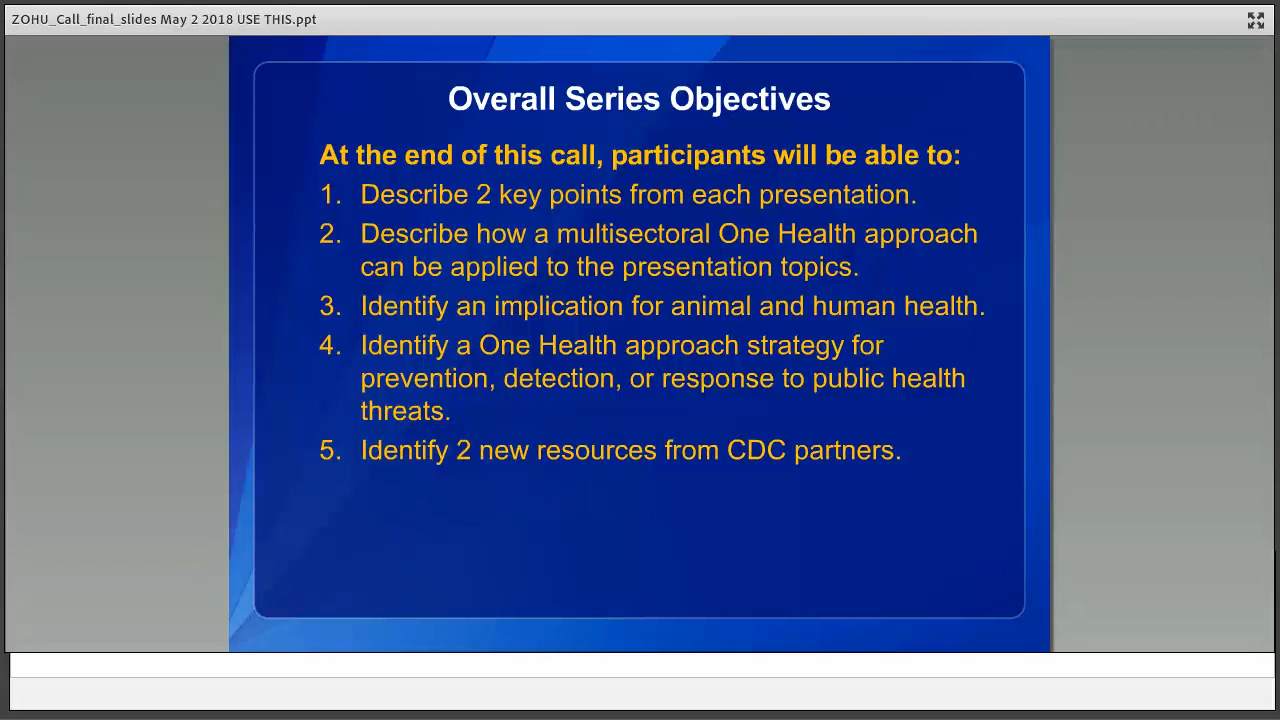 ZOHU_Call_final_slides May 2 2018 USE THIS.ppt
Overall Series Objectives
At the end of this call, participants will be able to:
1. Describe 2 key points from each presentation.
2. Describe how a multisectoral One Health approach
can be applied to the presentation topics.
3. Identify an implication for animal and human health.
4. Identify a One Health approach strategy for
prevention, detection, or response to public health
threats.
5. Identify 2 new resources from CDC partners.